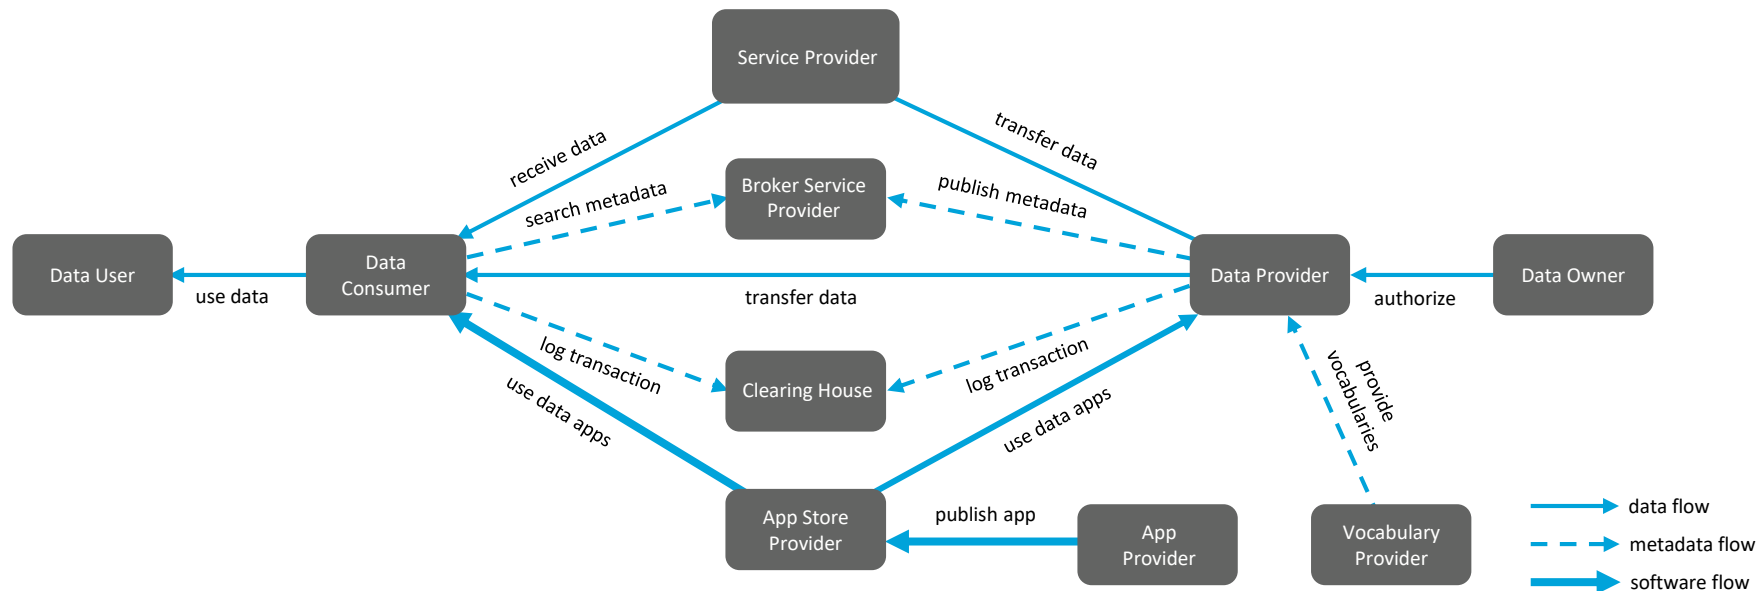 Service Provider
transfer data
receive data
Broker Service
Provider
publish metadata
search metadata
Data User
Data
Consumer
Data Provider
Data Owner
use data
transfer data
authorize
log transaction
Clearing House
log transaction
provide
vocabularies
use data apps
use data apps
App Store
Provider
publish app
App
Provider
Vocabulary
Provider
data flow
metadata flow
software flow